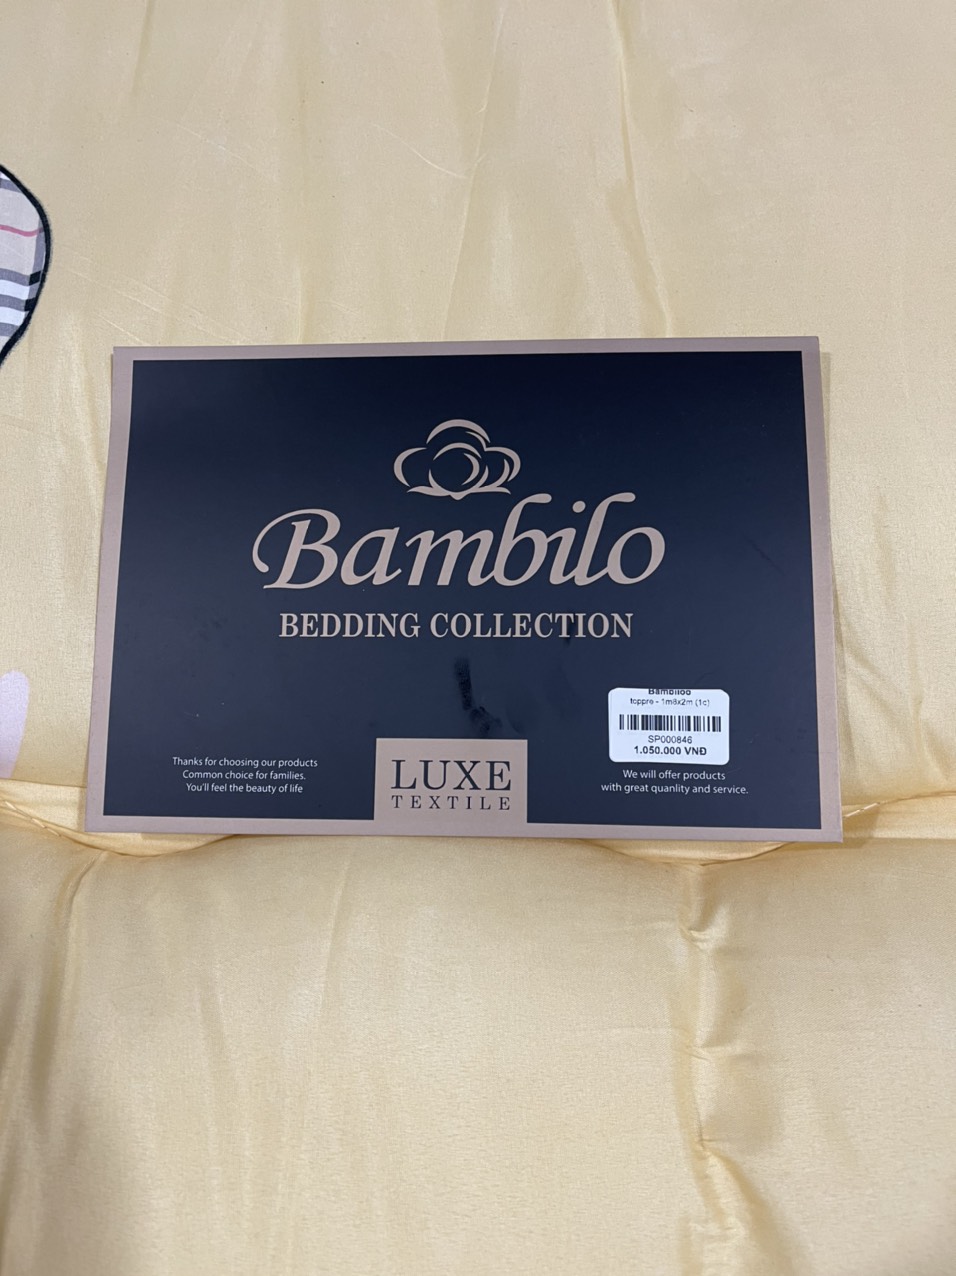 Bambilo
BEDDING COLLECTION
Bambiloo
toppre - 1m8x2m (1c)
SP000846
1.050.000 VNĐ
Thanks for choosing our products
Common choice for families.
You'll feel the beauty of life
LUXE
TEXTILE
We will offer products
with great quanlity and service.